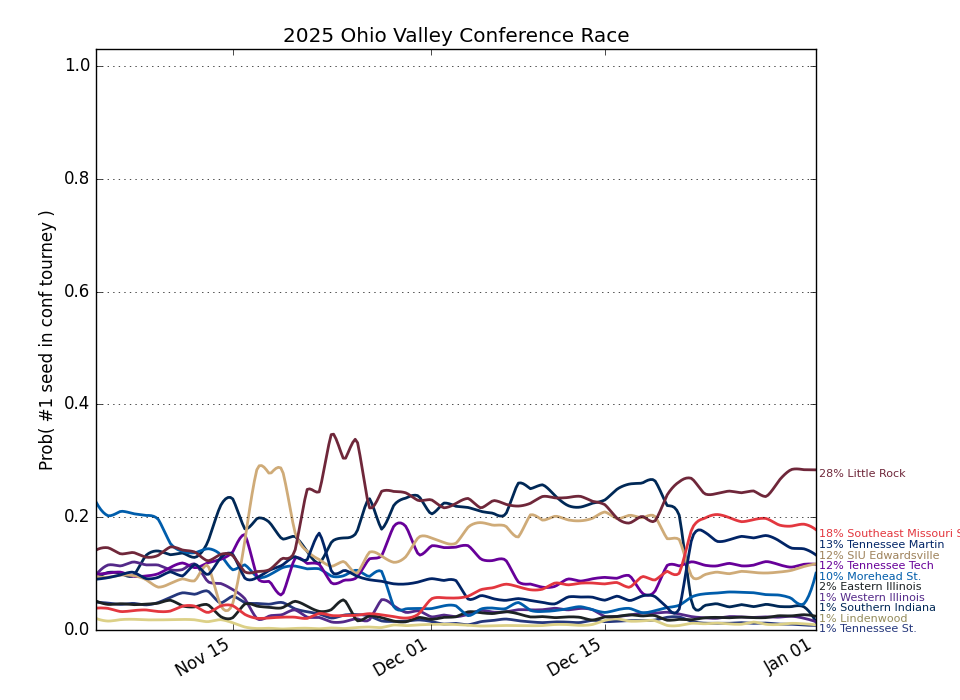 2025 Ohio Valley Conference Race
Prob( #1 seed in conf tourney )
1.0
0.8
0.6
0.4
0.2
0.0
Nov 15
Dec 01
Dec 15
Jan 01
28% Little Rock
18% Southeast Missouri S
13% Tennessee Martin
12% SIU Edwardsville
12% Tennessee Tech
10% Morehead St.
2% Eastern Illinois
1% Western Illinois
1% Southern Indiana
1% Lindenwood
1% Tennessee St.